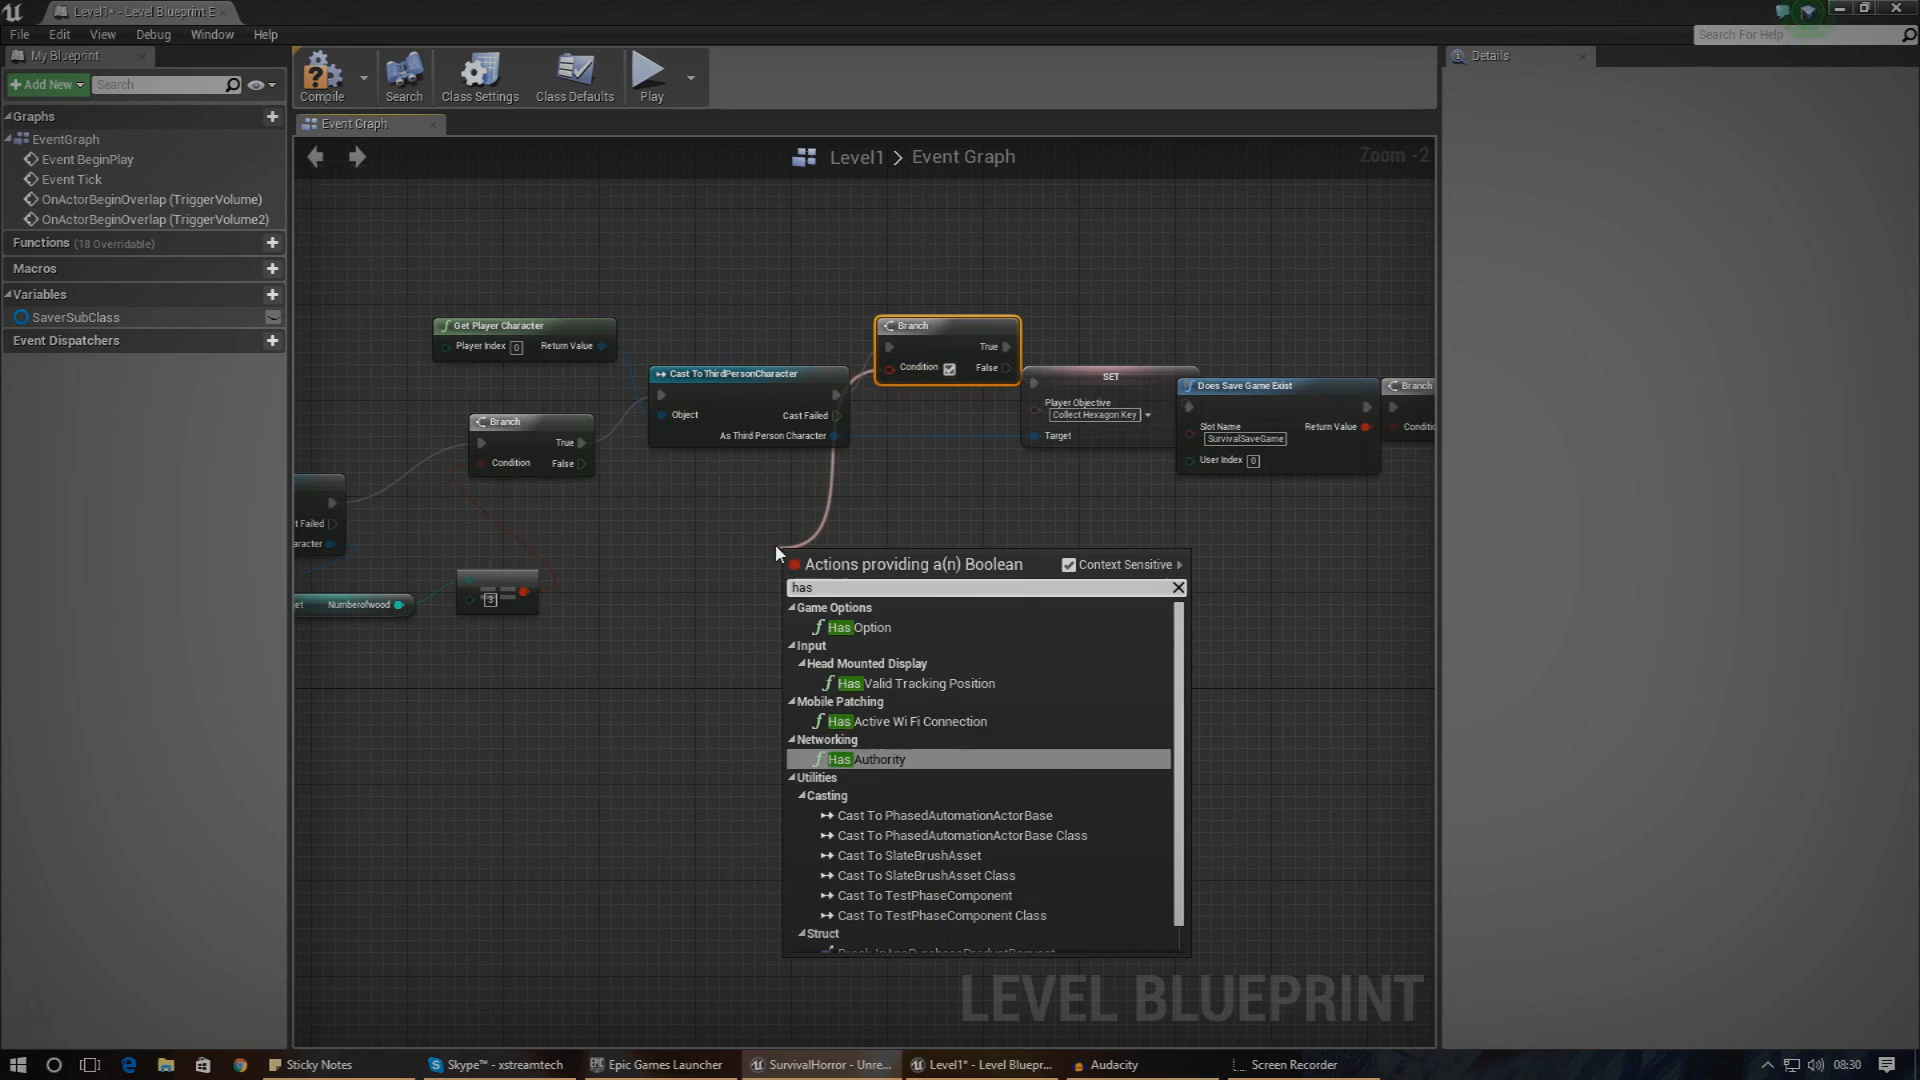 Level1* - Level Blueprint E
File Edit View Debug Window Help
Search For Help
My Blueprint
Details
Add New
Search
Compile
Search
Class Settings
Class Defaults
Play
Graphs
Event Graph
EventGraph
Event BeginPlay
Level1 > Event Graph
Zoom -2
Event Tick
OnActorBeginOverlap (TriggerVolume)
OnActorBeginOverlap (TriggerVolume2)
Functions (18 Overridable)
Macros
Variables
SaverSubClass
Event Dispatchers
Get Player Character
Player Index 0 Return Value
Branch
True
Condition
False
Cast To ThirdPersonCharacter
Object
Cast Failed
As Third Person Character
SET
Player Objective
Collect Hexagon Key
Target
Does Save Game Exist
Slot Name
SurvivalSaveGame
Return Value
User Index 0
Branch
Conditic
Branch
True
Condition
False
t Failed
aracter
et Numberofwood
3
Actions providing a(n) Boolean
Context Sensitive
has
Game Options
Has Option
Input
Head Mounted Display
Has Valid Tracking Position
Mobile Patching
Has Active Wi Fi Connection
Networking
Has Authority
Utilities
Casting
Cast To PhasedAutomationActorBase
Cast To PhasedAutomationActorBase Class
Cast To SlateBrushAsset
Cast To SlateBrushAsset Class
Cast To TestPhaseComponent
Cast To TestPhaseComponent Class
Struct
LEVEL BLUEPRINT
Sticky Notes
Skype™ - xstreamtech
Epic Games Launcher
SurvivalHorror - Unre...
Level1* - Level Bluepr...
Audacity
Screen Recorder
08:30